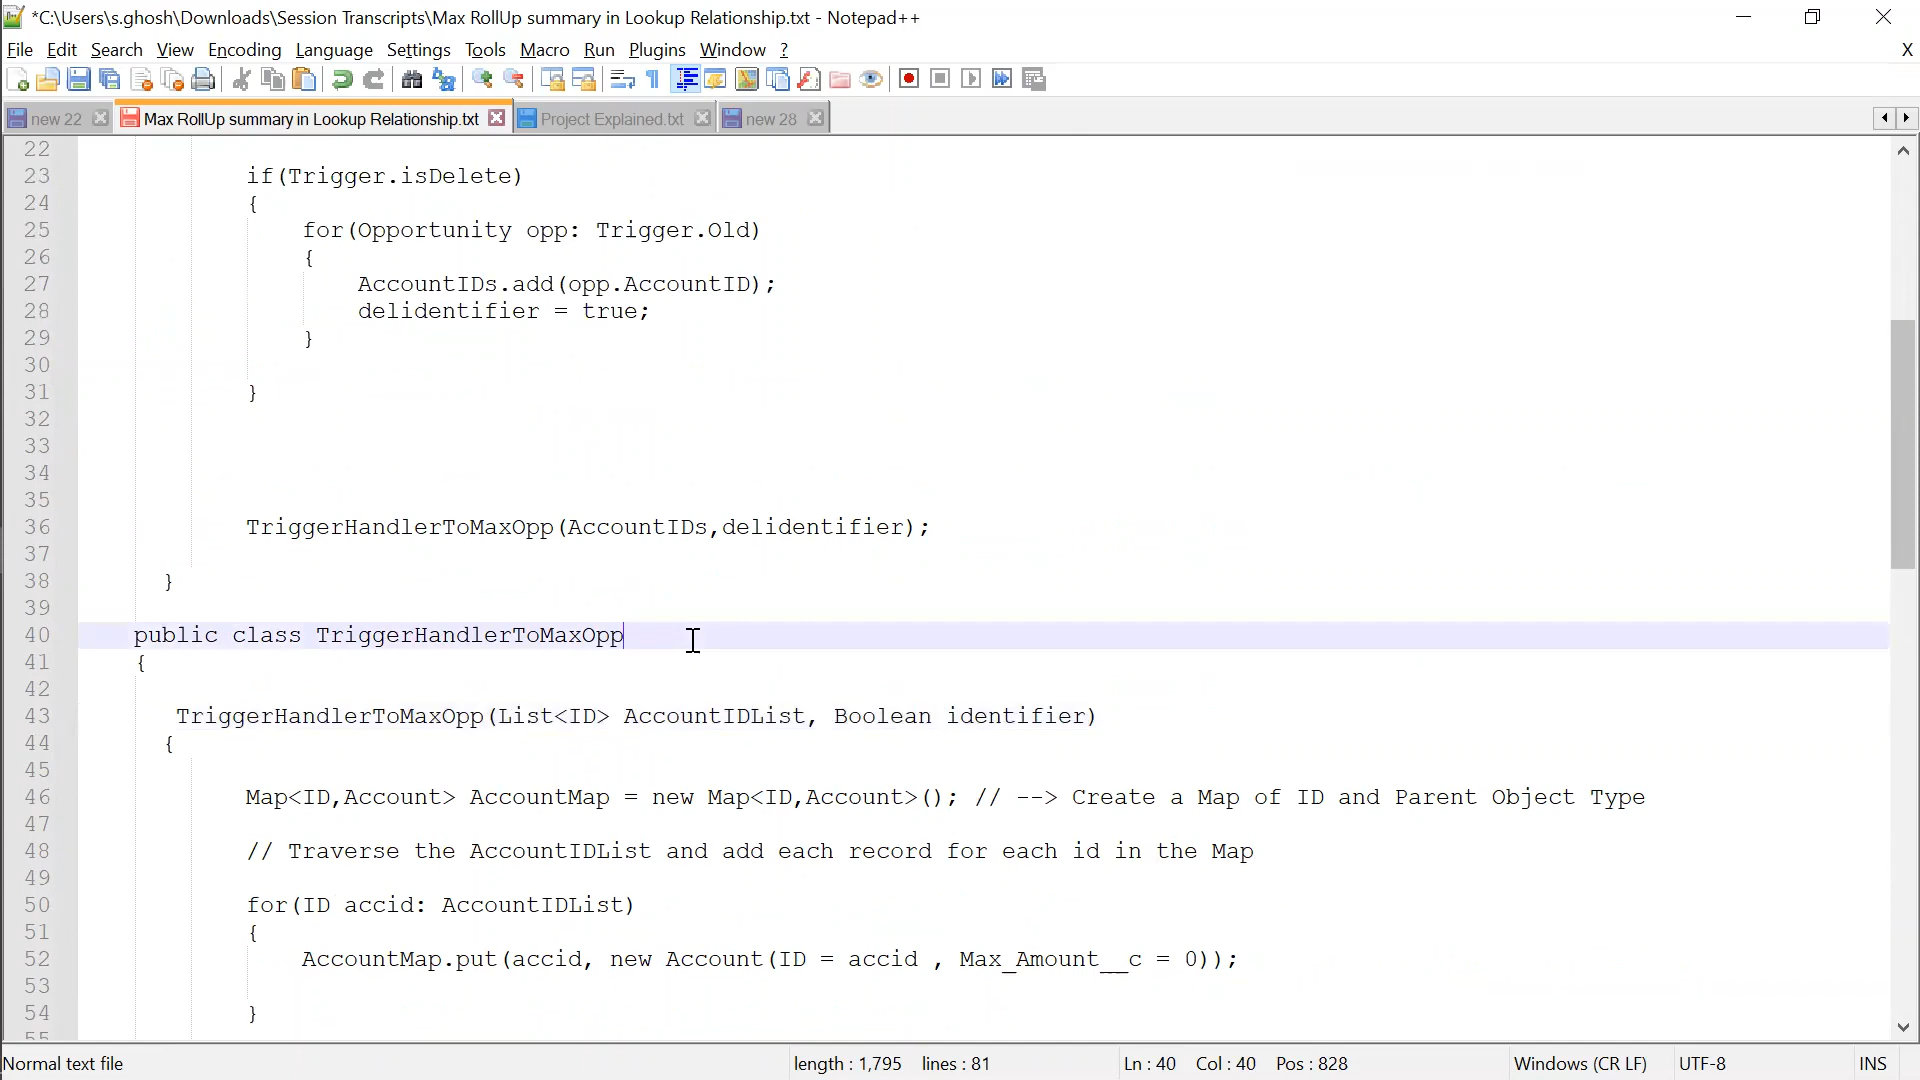 *C:\Users\s.ghosh\Downloads\Session Transcripts\Max RollUp summary in Lookup Relationship.txt - Notepad++
File Edit Search View Encoding Language Settings Tools Macro Run Plugins Window ? X
new 22 Max RollUp summary in Lookup Relationship.txt Project Explained.txt new 28
22
23 if(Trigger.isDelete)
24 {
25 for(Opportunity opp: Trigger.Old)
26 {
27 AccountIDs.add(opp.AccountID);
28 delidentifier = true;
29 }
30
31 }
32
33
34
35
36 TriggerHandlerToMaxOpp(AccountIDs,delidentifier);
37
38 }
39
40 public class TriggerHandlerToMaxOpp
41 {
42
43 TriggerHandlerToMaxOpp(List<ID> AccountIDList, Boolean identifier)
44 {
45
46 Map<ID,Account> AccountMap = new Map<ID,Account>(); // --> Create a Map of ID and Parent Object Type
47
48 // Traverse the AccountIDList and add each record for each id in the Map
49
50 for(ID accid: AccountIDList)
51 {
52 AccountMap.put(accid, new Account(ID = accid , Max_Amount__c = 0));
53
54 }
55
Normal text file length : 1,795 lines : 81 Ln : 40 Col : 40 Pos : 828 Windows (CR LF) UTF-8 INS